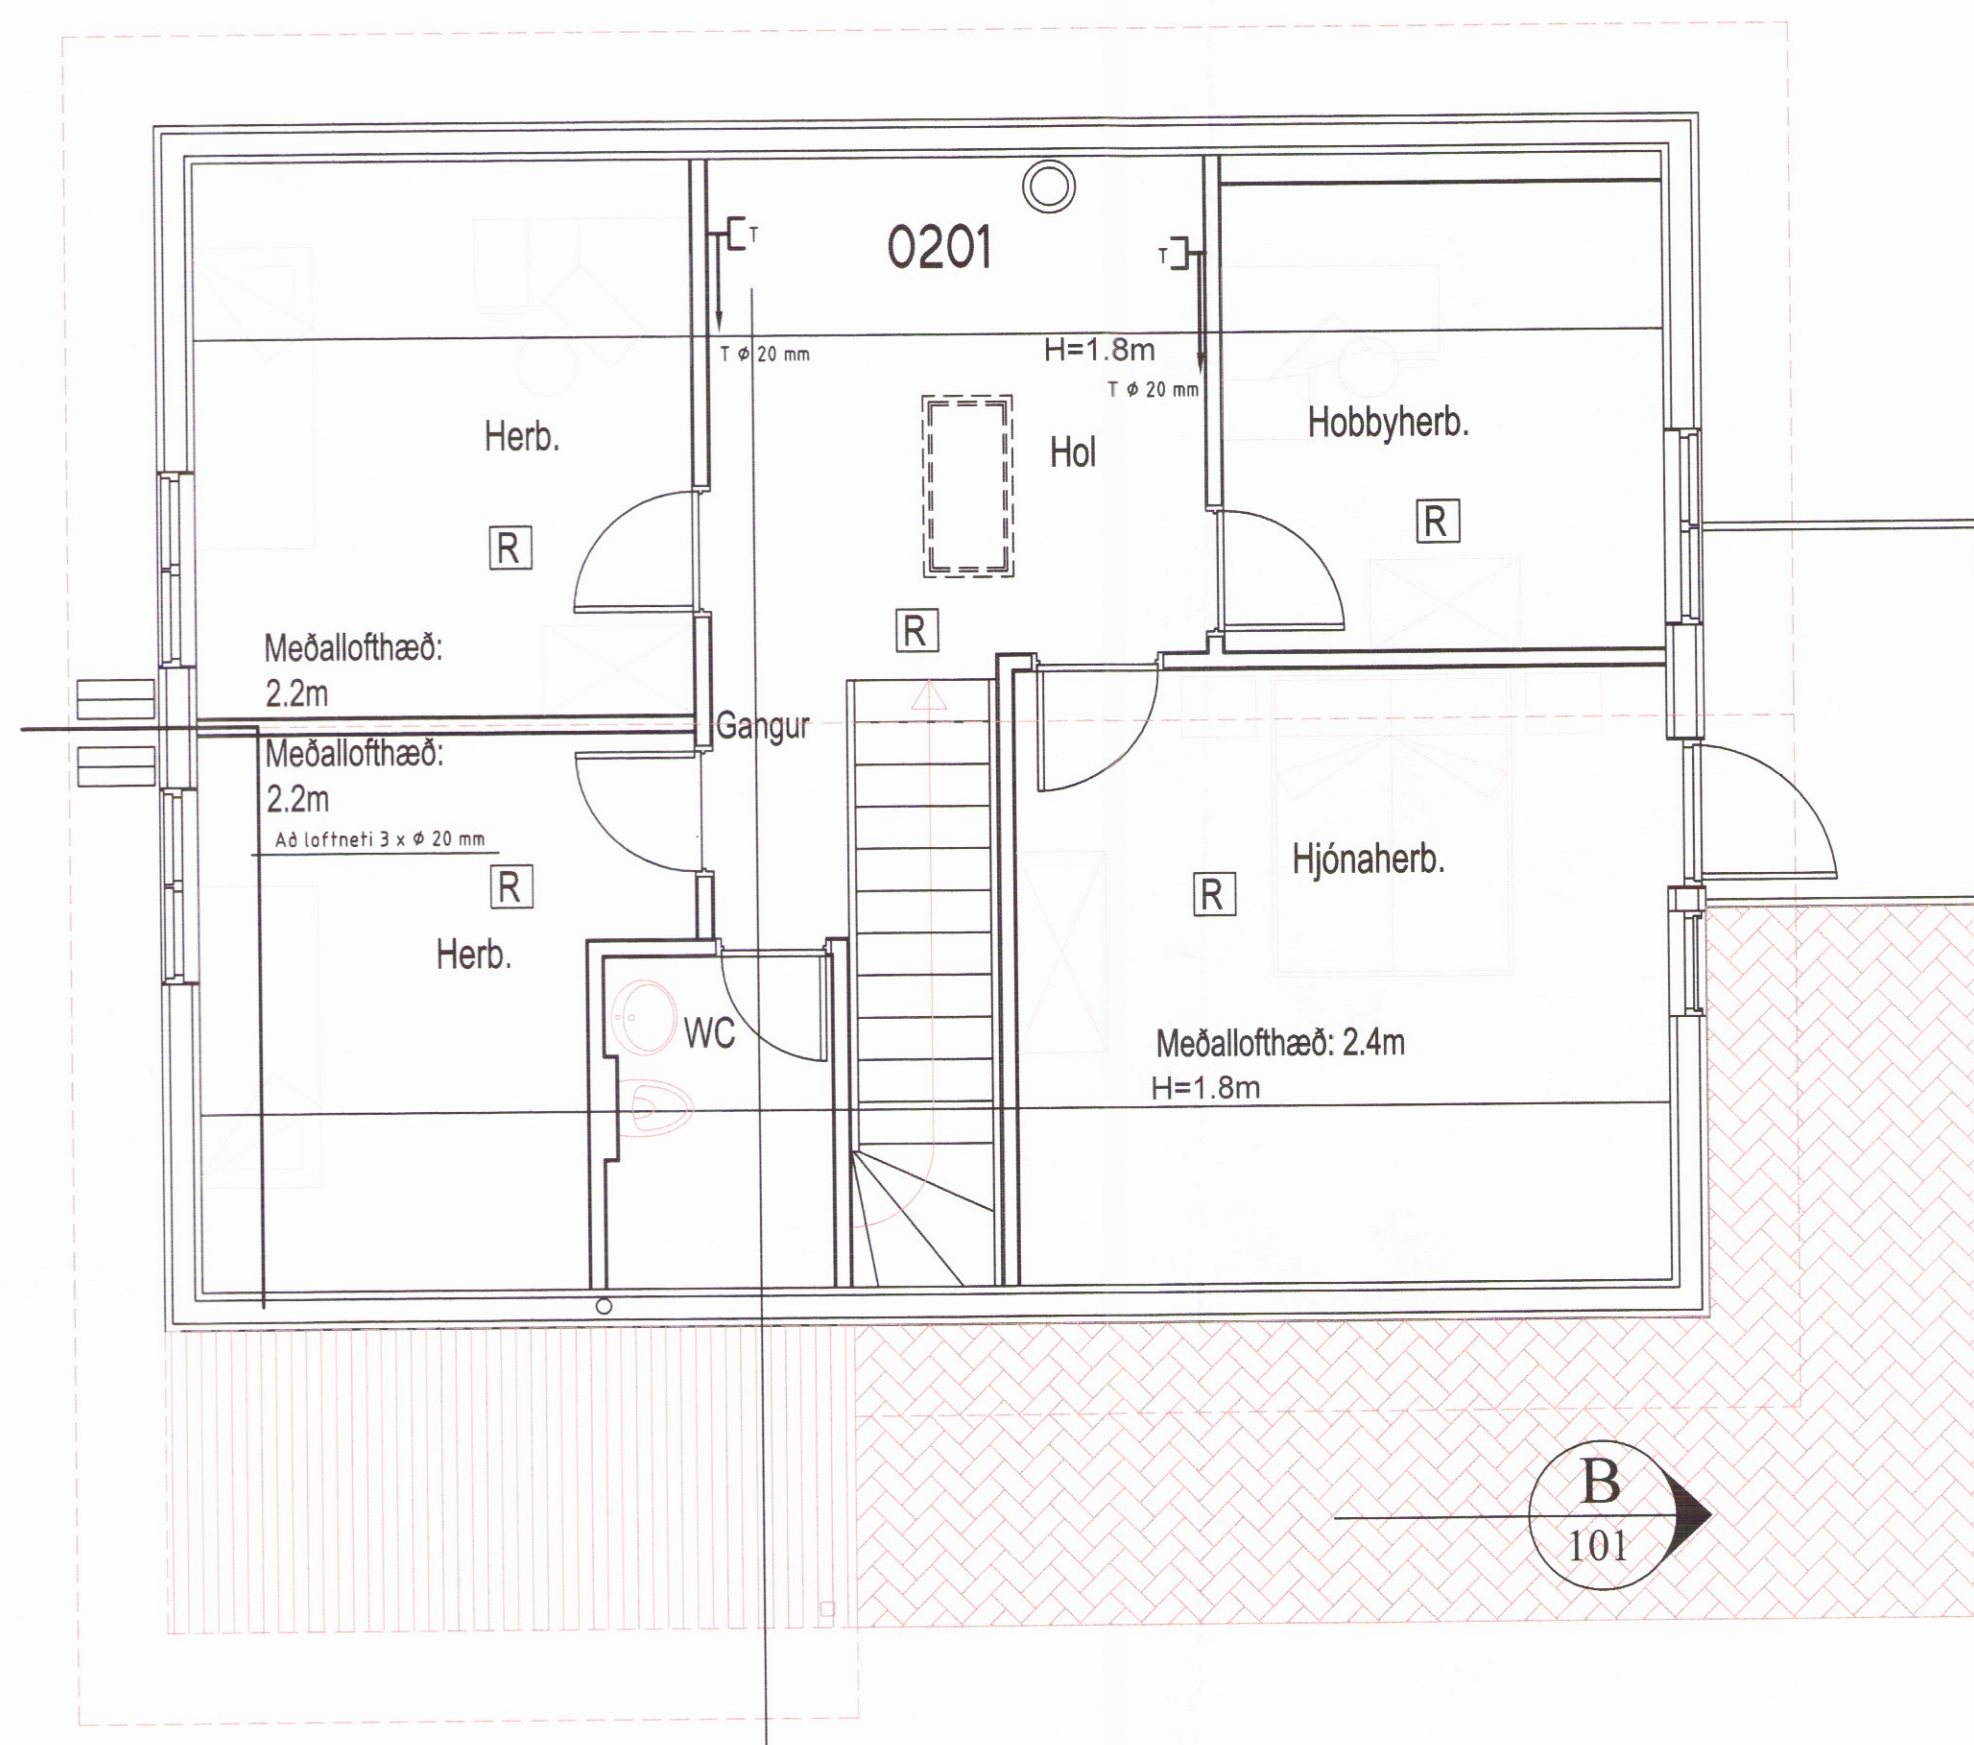 T
0201
T
T ø 20 mm
H=1.8m
T ø 20 mm
Herb.
Hol
Hobbyherb.
R
R
R
Meðallofthæð:
2.2m
Gangur
Meðallofthæð:
2.2m
Að loftneti 3 x ø 20 mm
R
Herb.
Hjónaherb.
R
WC
Meðallofthæð: 2.4m
H=1.8m
B
101